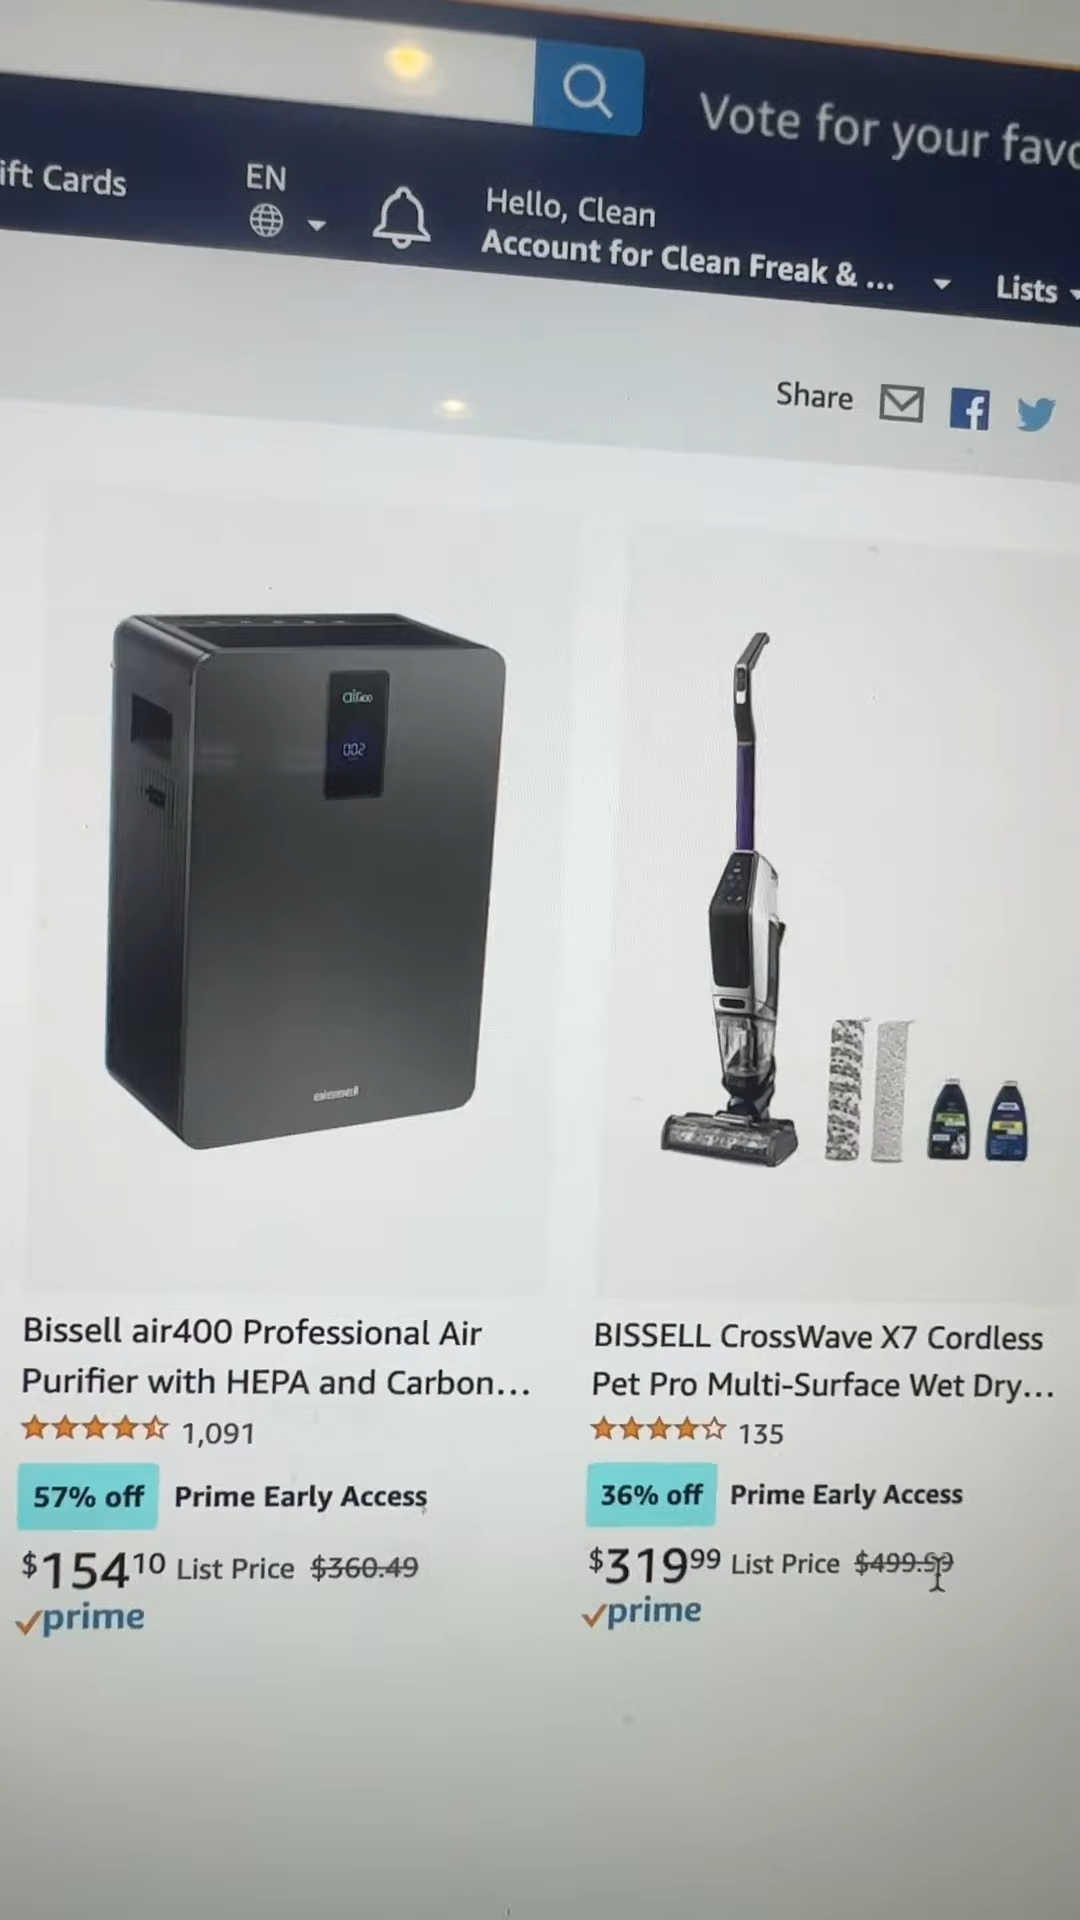 Vote for your favo
ift Cards
EN
Hello, Clean
Account for Clean Freak & ...
Lists
Share
air400
002
BISSELL
Bissell air400 Professional Air
Purifier with HEPA and Carbon...
1,091
57% off Prime Early Access
$154.10 List Price $360.49
prime
BISSELL CrossWave X7 Cordless
Pet Pro Multi-Surface Wet Dry...
135
36% off Prime Early Access
$319.99 List Price $499.99
prime